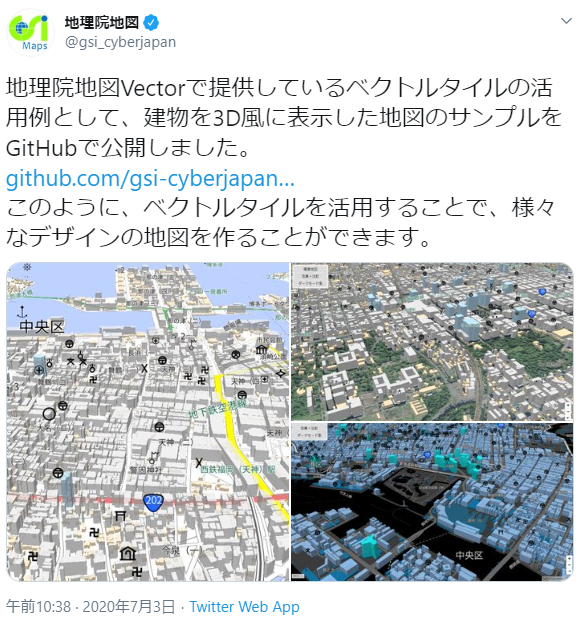 地理院地図
@gsi_cyberjapan
Maps
地理院地図Vectorで提供しているベクトルタイルの活
用例として、建物を3D風に表示した地図のサンプルを
GitHubで公開しました。
github.com/gsi-cyberjapan...
このように、ベクトルタイルを活用することで、様々
なデザインの地図を作ることができます。
中央区
地下鉄空港線
天神(二)
警固神社
西鉄福岡(天神)駅
202
今泉(一)
中央区
午前10:38 · 2020年7月3日 · Twitter Web App